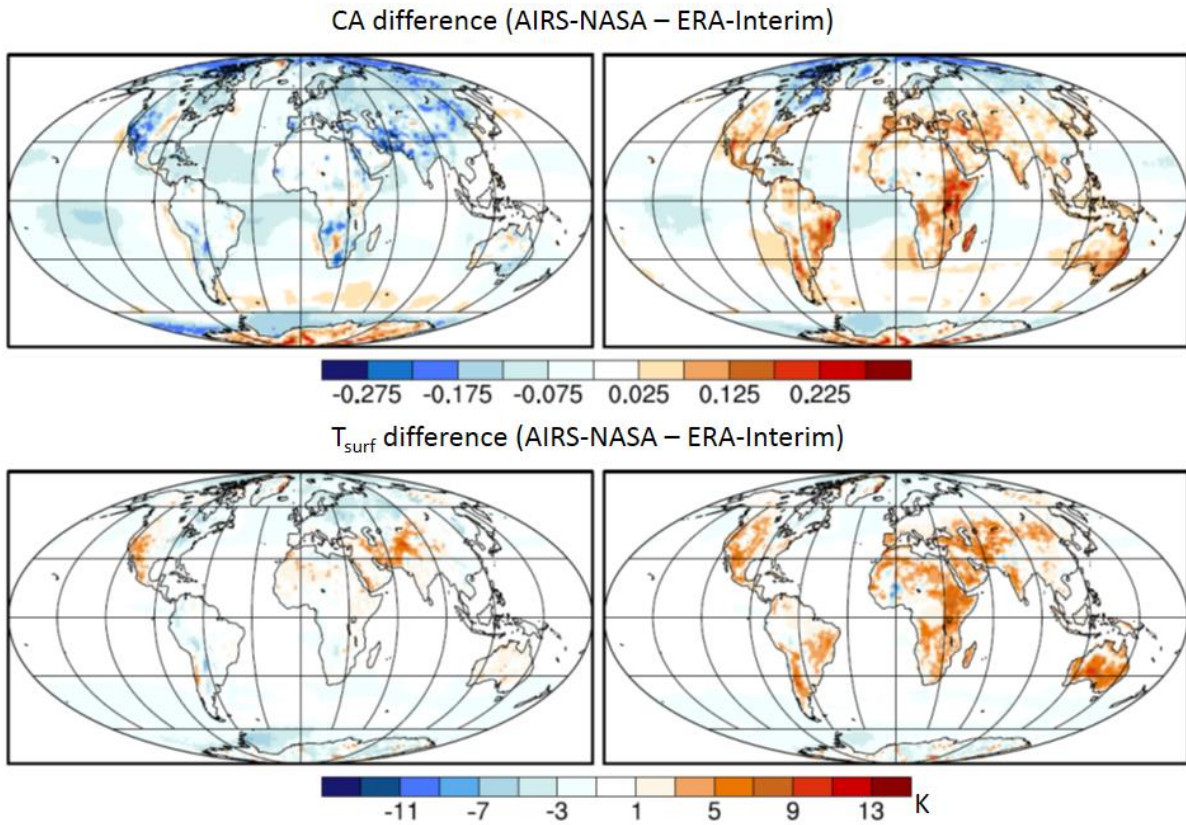 CA difference (AIRS-NASA – ERA-Interim)
-0.275 -0.175 -0.075 0.025 0.125 0.225
Tsurf difference (AIRS-NASA – ERA-Interim)
-11 -7 -3 1 5 9 13 K